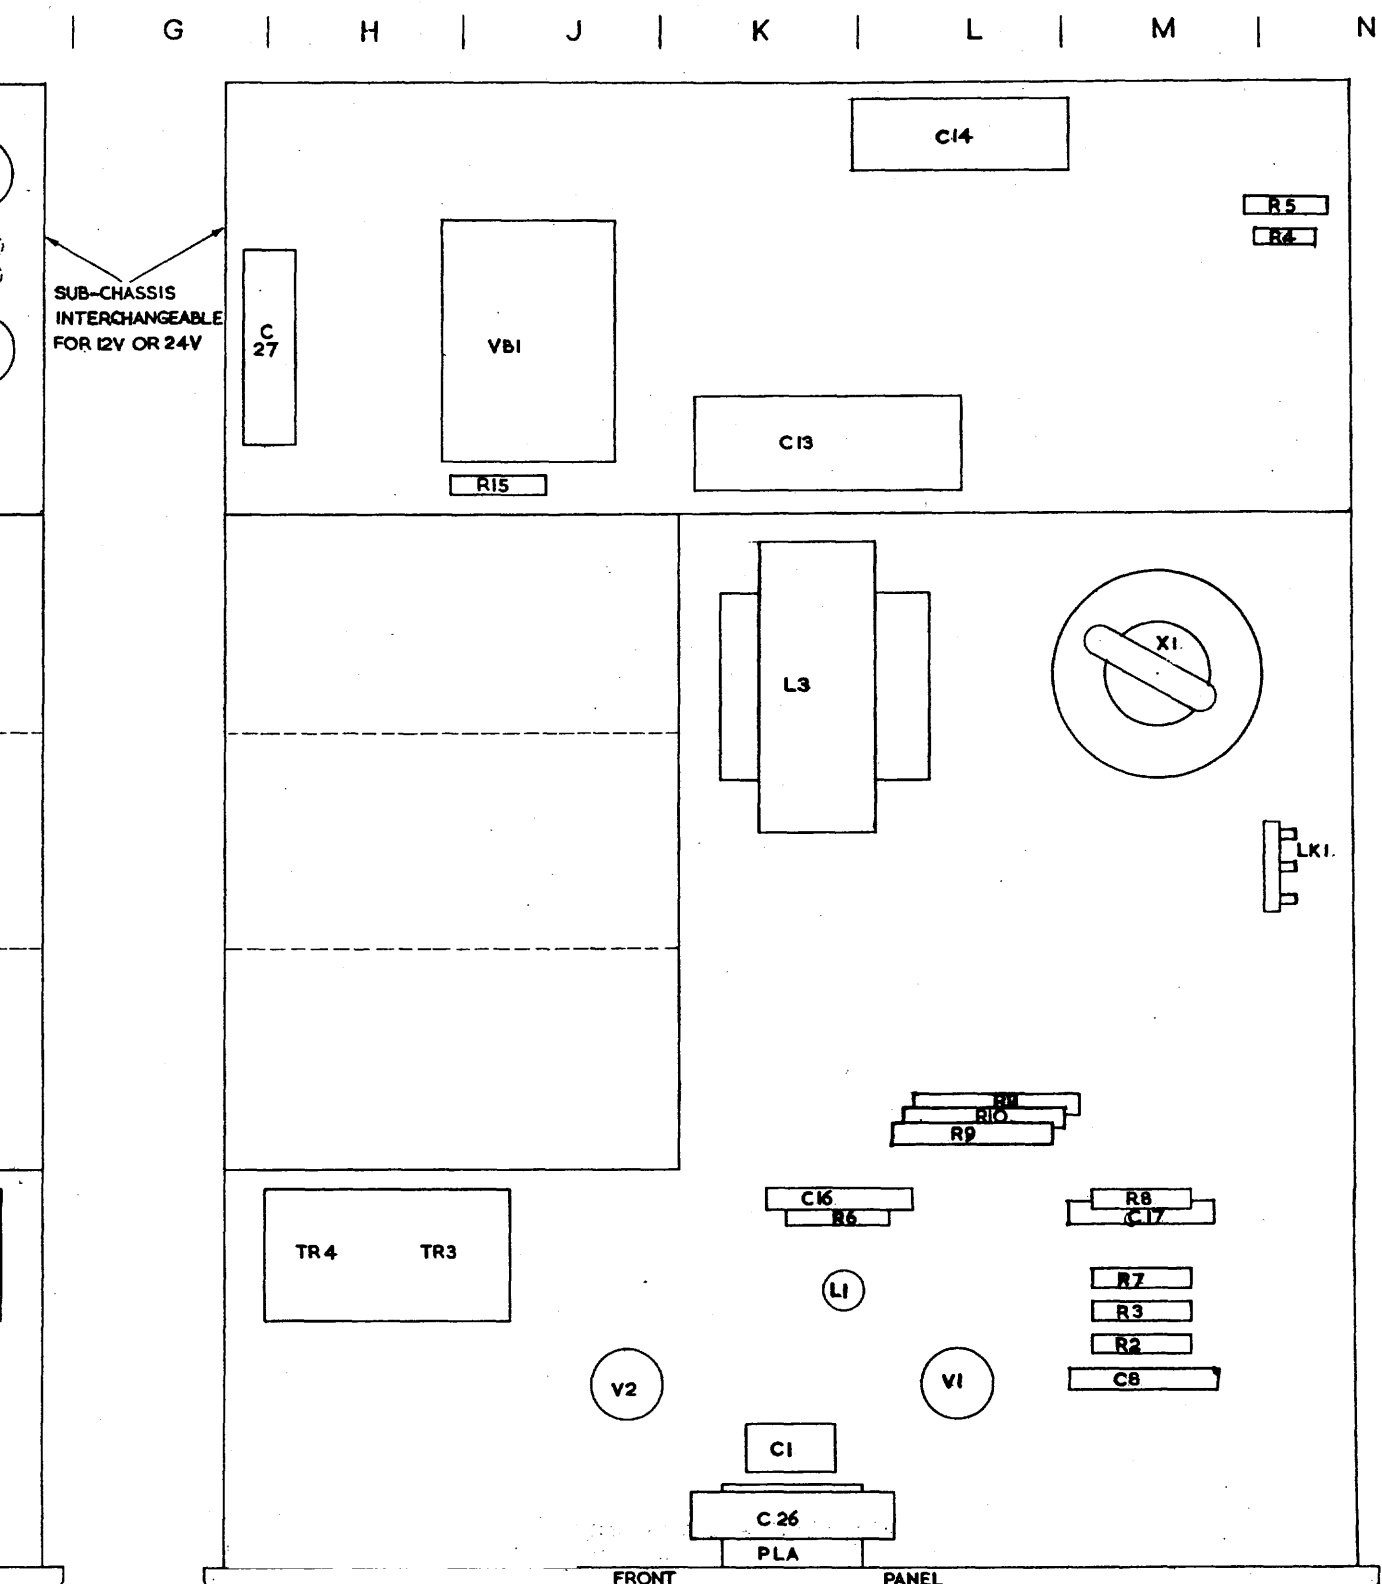 G H J K L M N
C14
R5
R4
SUB-CHASSIS
INTERCHANGEABLE
FOR 12V OR 24V
C
27
VB1
C13
R15
X1.
L3
LK1.
R10
R9
C16
R6
R8
C17
TR4 TR3
R7
L1
R3
R2
V2
V1
C8
C1
C26
PLA
FRONT PANEL